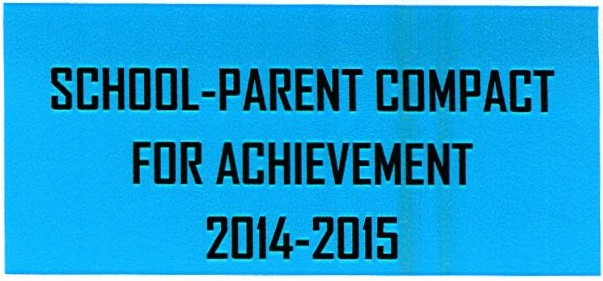 SCHOOL-PARENT COMPACT
FOR ACHIEVEMENT
2014-2015